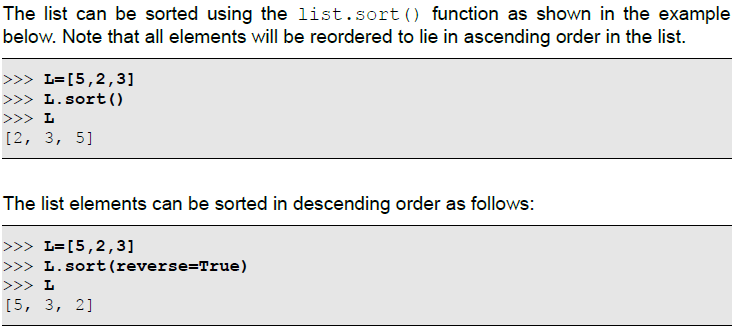 The list can be sorted using the list.sort() function as shown in the example
below. Note that all elements will be reordered to lie in ascending order in the list.
>>> L=[5,2,3]
>>> L.sort()
>>> L
[2, 3, 5]
The list elements can be sorted in descending order as follows:
>>> L=[5,2,3]
>>> L.sort(reverse=True)
>>> L
[5, 3, 2]